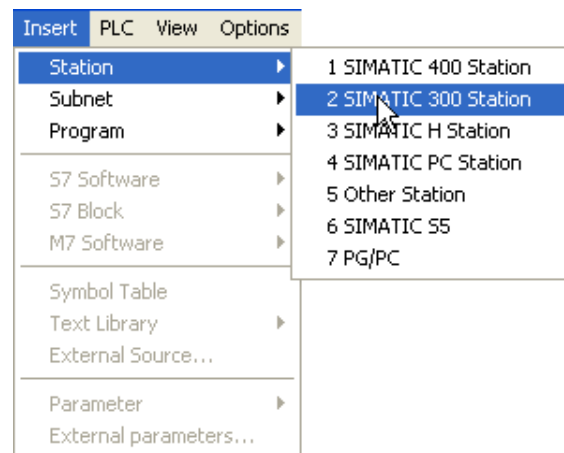 Insert PLC View Options
Station
Subnet
Program
S7 Software
S7 Block
M7 Software
Symbol Table
Text Library
External Source...
Parameter
External parameters...
1 SIMATIC 400 Station
2 SIMATIC 300 Station
3 SIMATIC H Station
4 SIMATIC PC Station
5 Other Station
6 SIMATIC S5
7 PG/PC